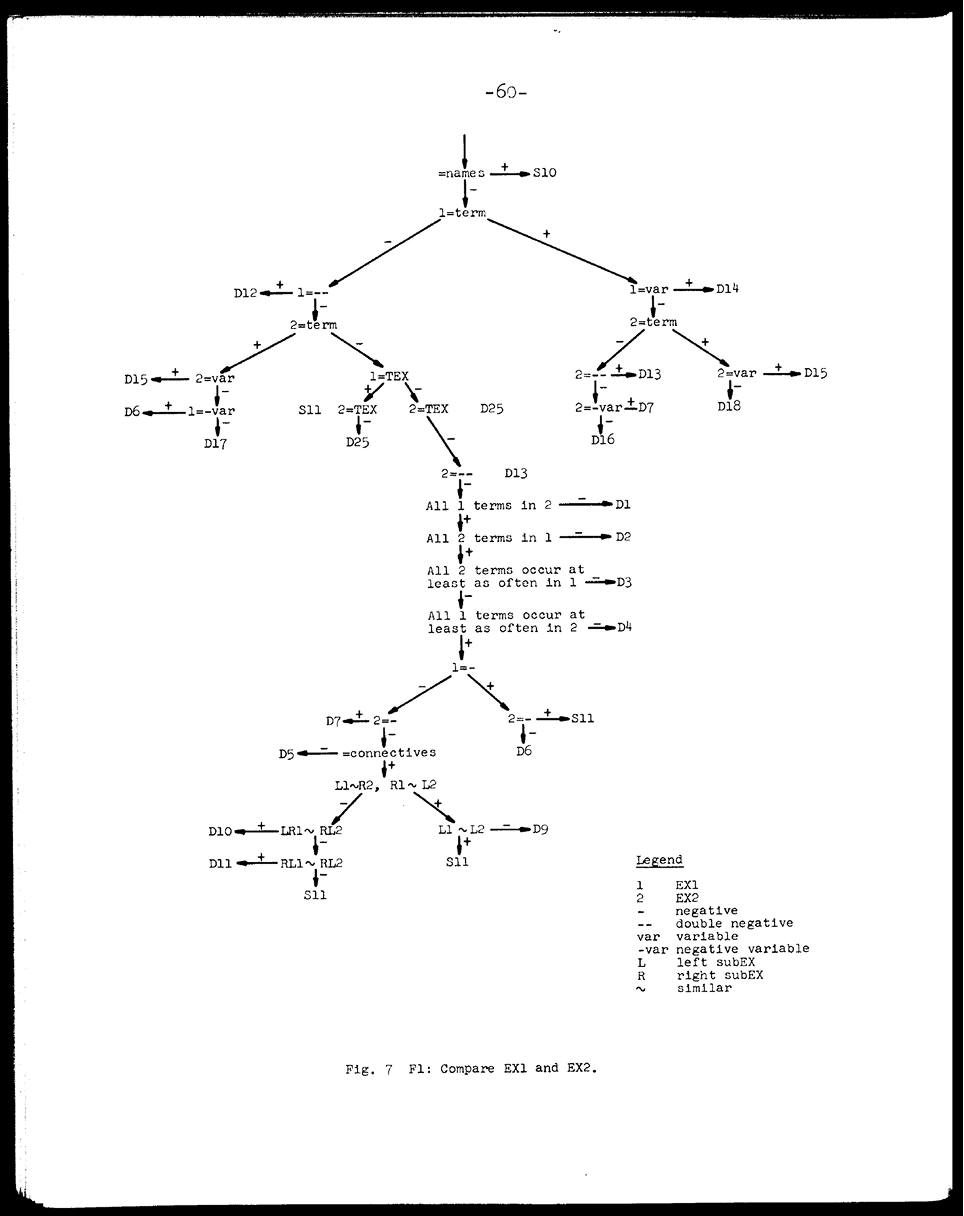 -60-
=names + S10
-
1=term
- +
D12 + 1=-- 1=var + D14
- -
2=term 2=term
+ - - +
D15 + 2=var 1=TEX 2=-- + D13 2=var + D15
- + - - -
D6 + 1=-var S11 2=TEX 2=TEX D25 2=-var + D7 D18
- - - -
D17 D25 D16
2=-- D13
-
All 1 terms in 2 - D1
+
All 2 terms in 1 - D2
+
All 2 terms occur at
least as often in 1 - D3
-
All 1 terms occur at
least as often in 2 - D4
+
1=-
- +
D7 + 2=- 2=- + S11
- -
D5 - =connectives D6
+
L1~R2, R1~L2
- +
D10 + LR1~RL2 L1~L2 - D9
- +
D11 + RL1~RL2 S11
-
S11
Legend
1 EX1
2 EX2
- negative
-- double negative
var variable
-var negative variable
L left subEX
R right subEX
~ similar
Fig. 7 F1: Compare EX1 and EX2.